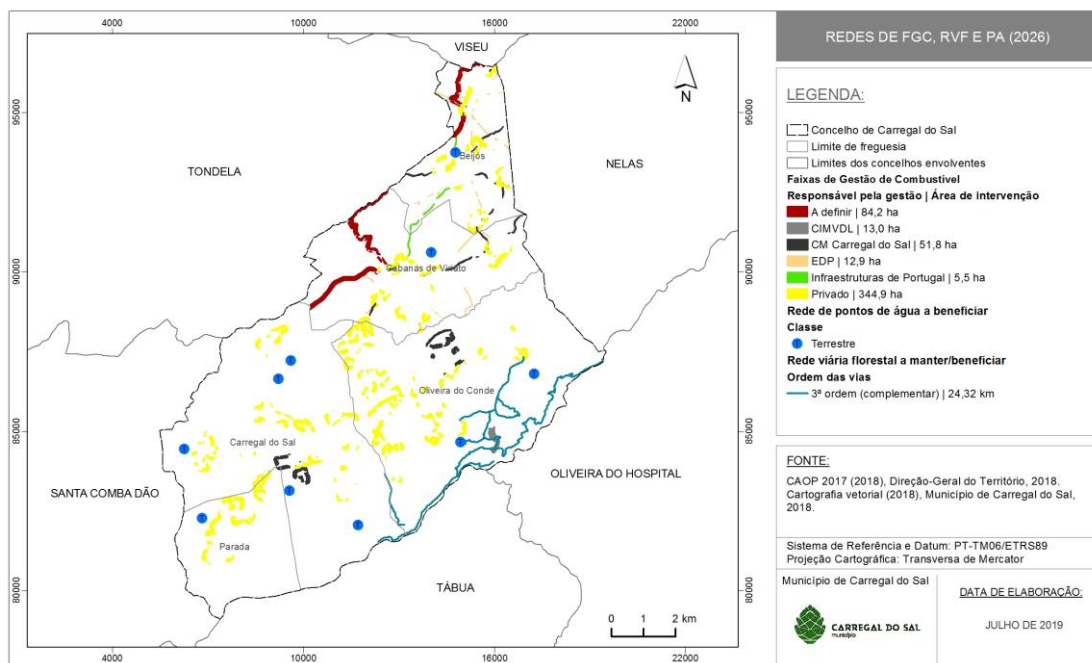 4000 10000 16000 22000
VISEU
REDES DE FGC, RVF E PA (2026)
N
95000 95000
TONDELA
NELAS
Beijós
LEGENDA:
Concelho de Carregal do Sal
Limite de freguesia
Limites dos concelhos envolventes
Faixas de Gestão de Combustível
Responsável pela gestão | Área de intervenção
A definir | 84,2 ha
CIMVDL | 13,0 ha
CM Carregal do Sal | 51,8 ha
EDP | 12,9 ha
Infraestruturas de Portugal | 5,5 ha
Privado | 344,9 ha
Rede de pontos de água a beneficiar
Classe
T Terrestre
Rede viária florestal a manter/beneficiar
Ordem das vias
3ª ordem (complementar) | 24,32 km
90000 90000
Cabanas de Viriato
Oliveira do Conde
85000 85000
Carregal do Sal
SANTA COMBA DÃO
OLIVEIRA DO HOSPITAL
Parada
80000 80000
TÁBUA
0 1 2 km
4000 10000 16000 22000
FONTE:
CAOP 2017 (2018), Direção-Geral do Território, 2018.
Cartografia vetorial (2018), Município de Carregal do Sal,
2018.
Sistema de Referência e Datum: PT-TM06/ETRS89
Projeção Cartográfica: Transversa de Mercator
Município de Carregal do Sal
CARREGAL DO SAL
município
DATA DE ELABORAÇÃO:
JULHO DE 2019